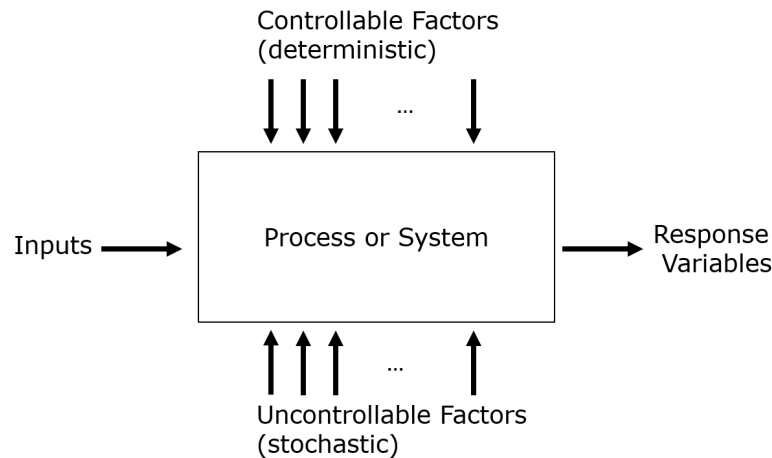 Controllable Factors
(deterministic)
...
Inputs
Process or System
Response
Variables
...
Uncontrollable Factors
(stochastic)